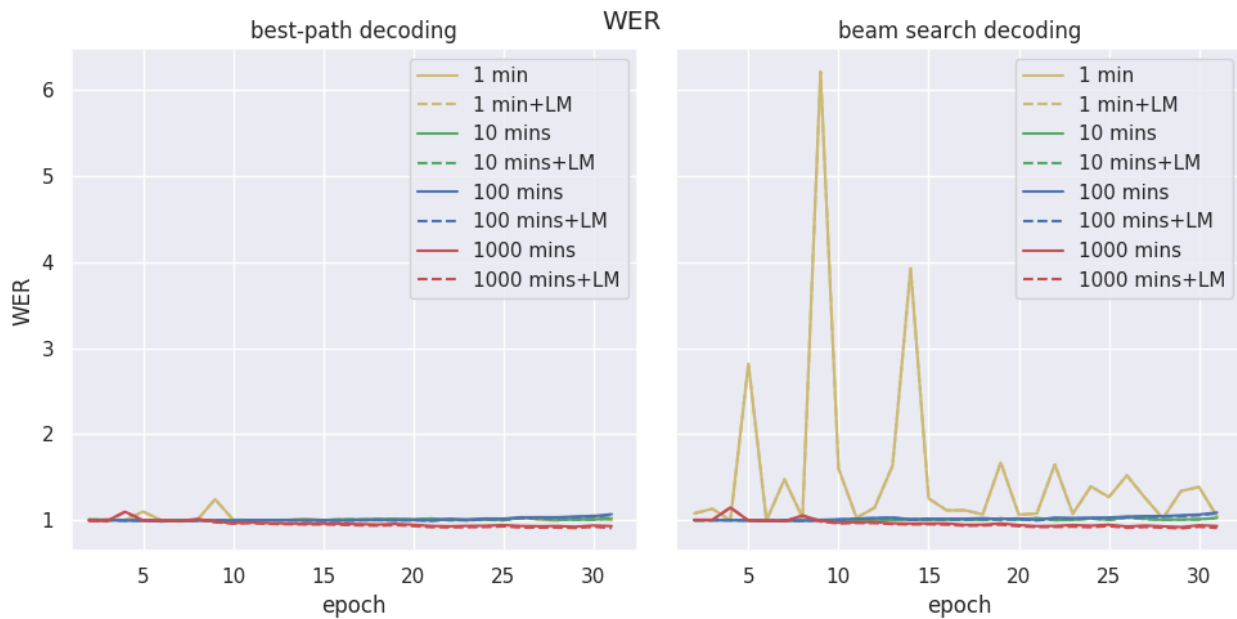 WER
best-path decoding
beam search decoding
WER
6
5
4
3
2
1
1 min
1 min+LM
10 mins
10 mins+LM
100 mins
100 mins+LM
1000 mins
1000 mins+LM
5 10 15 20 25 30
epoch
1 min
1 min+LM
10 mins
10 mins+LM
100 mins
100 mins+LM
1000 mins
1000 mins+LM
5 10 15 20 25 30
epoch